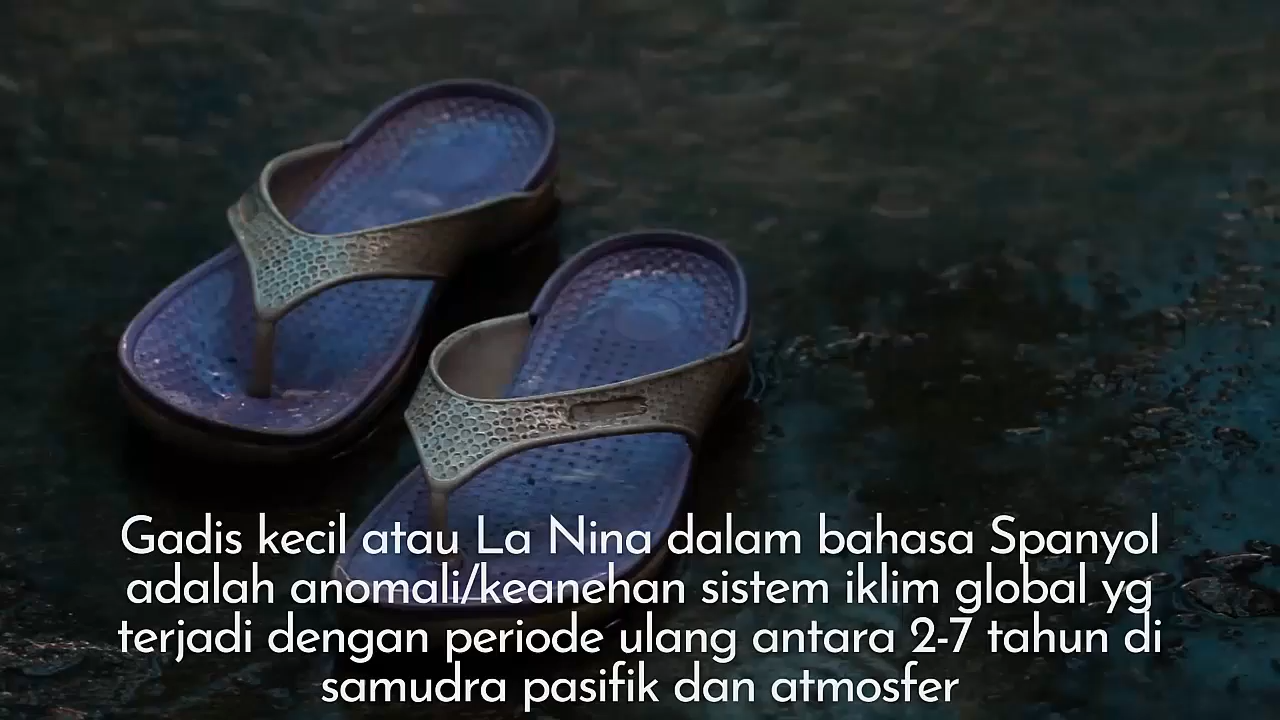 Gadis kecil atau La Nina dalam bahasa Spanyol
adalah anomali/keanehan sistem iklim global yg
terjadi dengan periode ulang antara 2-7 tahun di
samudra pasifik dan atmosfer